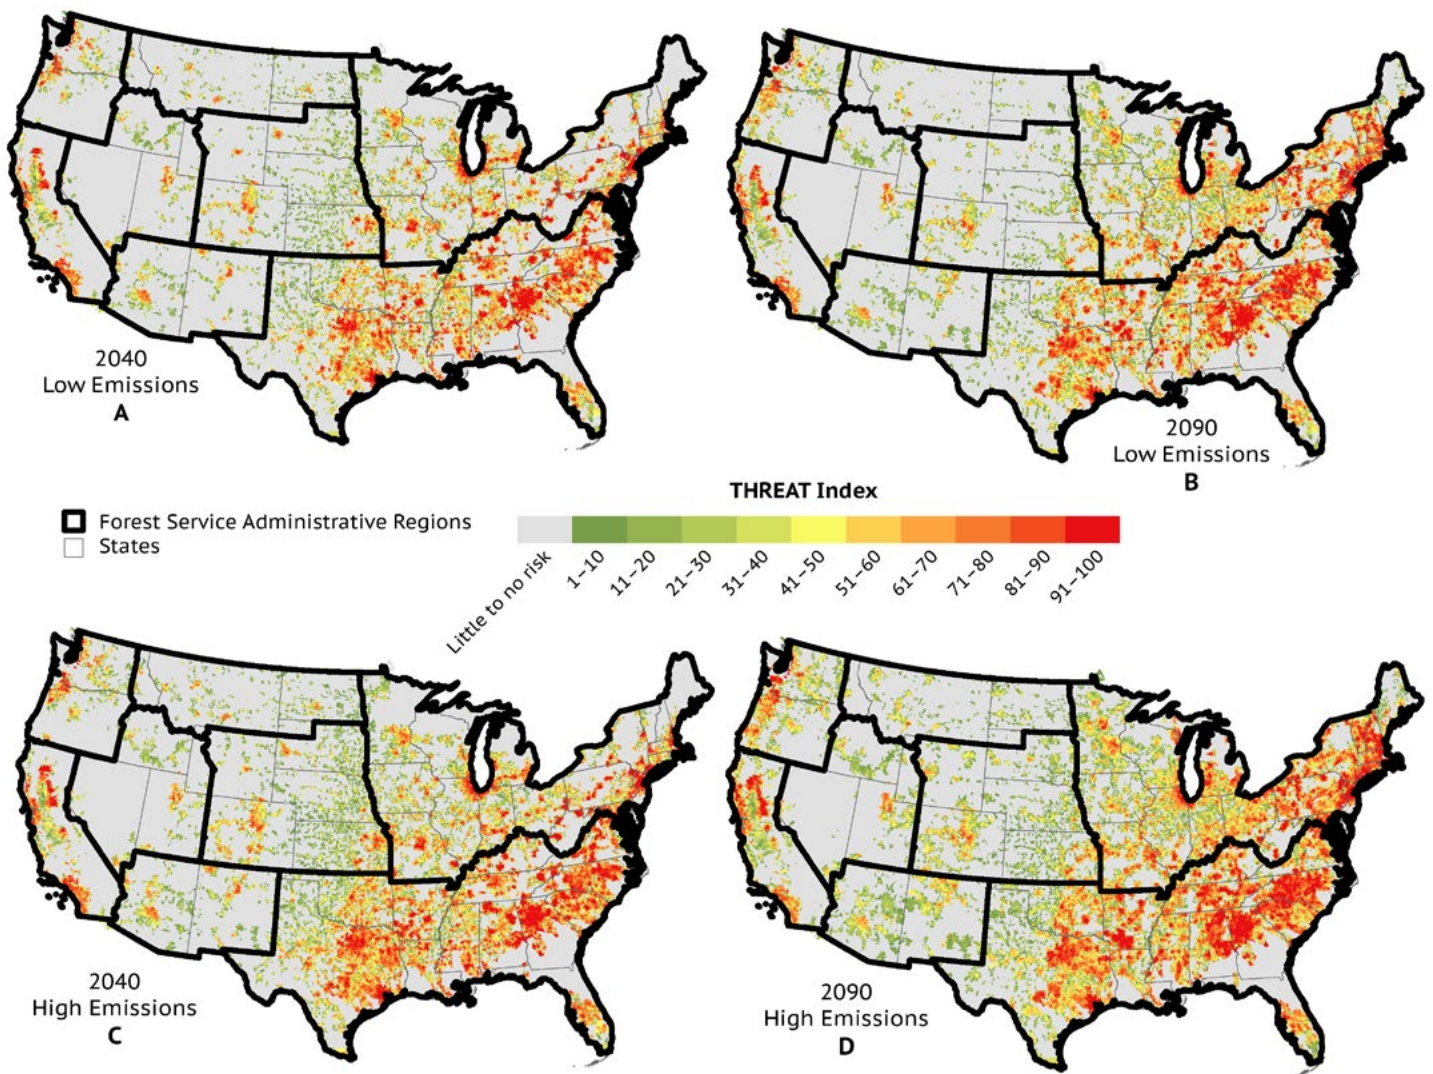 2040
Low Emissions
A
2090
Low Emissions
B
THREAT Index
Forest Service Administrative Regions
States
Little to no risk
1–10
11–20
21–30
31–40
41–50
51–60
61–70
71–80
81–90
91–100
2040
High Emissions
C
2090
High Emissions
D